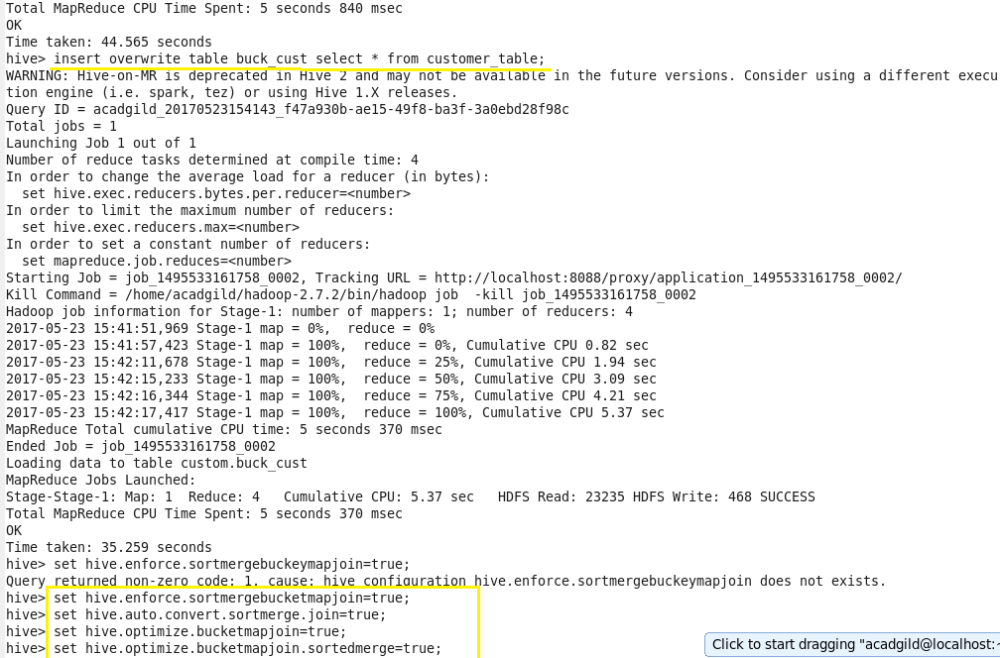 Total MapReduce CPU Time Spent: 5 seconds 840 msec
OK
Time taken: 44.565 seconds
hive> insert overwrite table buck_cust select * from customer_table;
WARNING: Hive-on-MR is deprecated in Hive 2 and may not be available in the future versions. Consider using a different execu
tion engine (i.e. spark, tez) or using Hive 1.X releases.
Query ID = acadgild_20170523154143_f47a930b-ae15-49f8-ba3f-3a0ebd28f98c
Total jobs = 1
Launching Job 1 out of 1
Number of reduce tasks determined at compile time: 4
In order to change the average load for a reducer (in bytes):
  set hive.exec.reducers.bytes.per.reducer=<number>
In order to limit the maximum number of reducers:
  set hive.exec.reducers.max=<number>
In order to set a constant number of reducers:
  set mapreduce.job.reduces=<number>
Starting Job = job_1495533161758_0002, Tracking URL = http://localhost:8088/proxy/application_1495533161758_0002/
Kill Command = /home/acadgild/hadoop-2.7.2/bin/hadoop job  -kill job_1495533161758_0002
Hadoop job information for Stage-1: number of mappers: 1; number of reducers: 4
2017-05-23 15:41:51,969 Stage-1 map = 0%,  reduce = 0%
2017-05-23 15:41:57,423 Stage-1 map = 100%,  reduce = 0%, Cumulative CPU 0.82 sec
2017-05-23 15:42:11,678 Stage-1 map = 100%,  reduce = 25%, Cumulative CPU 1.94 sec
2017-05-23 15:42:15,233 Stage-1 map = 100%,  reduce = 50%, Cumulative CPU 3.09 sec
2017-05-23 15:42:16,344 Stage-1 map = 100%,  reduce = 75%, Cumulative CPU 4.21 sec
2017-05-23 15:42:17,417 Stage-1 map = 100%,  reduce = 100%, Cumulative CPU 5.37 sec
MapReduce Total cumulative CPU time: 5 seconds 370 msec
Ended Job = job_1495533161758_0002
Loading data to table custom.buck_cust
MapReduce Jobs Launched:
Stage-Stage-1: Map: 1  Reduce: 4   Cumulative CPU: 5.37 sec   HDFS Read: 23235 HDFS Write: 468 SUCCESS
Total MapReduce CPU Time Spent: 5 seconds 370 msec
OK
Time taken: 35.259 seconds
hive> set hive.enforce.sortmergebuckeymapjoin=true;
Query returned non-zero code: 1, cause: hive configuration hive.enforce.sortmergebuckeymapjoin does not exists.
hive> set hive.enforce.sortmergebucketmapjoin=true;
hive> set hive.auto.convert.sortmerge.join=true;
hive> set hive.optimize.bucketmapjoin=true;
hive> set hive.optimize.bucketmapjoin.sortedmerge=true;
Click to start dragging "acadgild@localhost:~